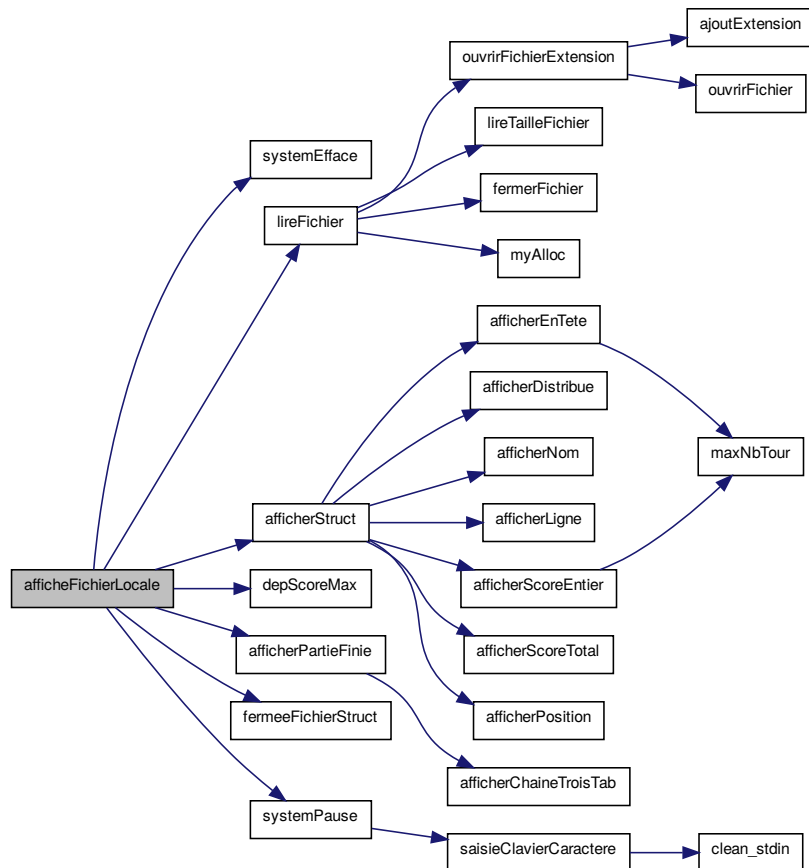 ajoutExtension
ouvrirFichierExtension
ouvrirFichier
lireTailleFichier
systemEfface
fermerFichier
lireFichier
myAlloc
afficherEnTete
afficherDistribue
afficherNom
maxNbTour
afficherStruct
afficherLigne
afficheFichierLocale
depScoreMax
afficherScoreEntier
afficherPartieFinie
afficherScoreTotal
fermeeFichierStruct
afficherPosition
afficherChaineTroisTab
systemPause
saisieClavierCaractere
clean_stdin